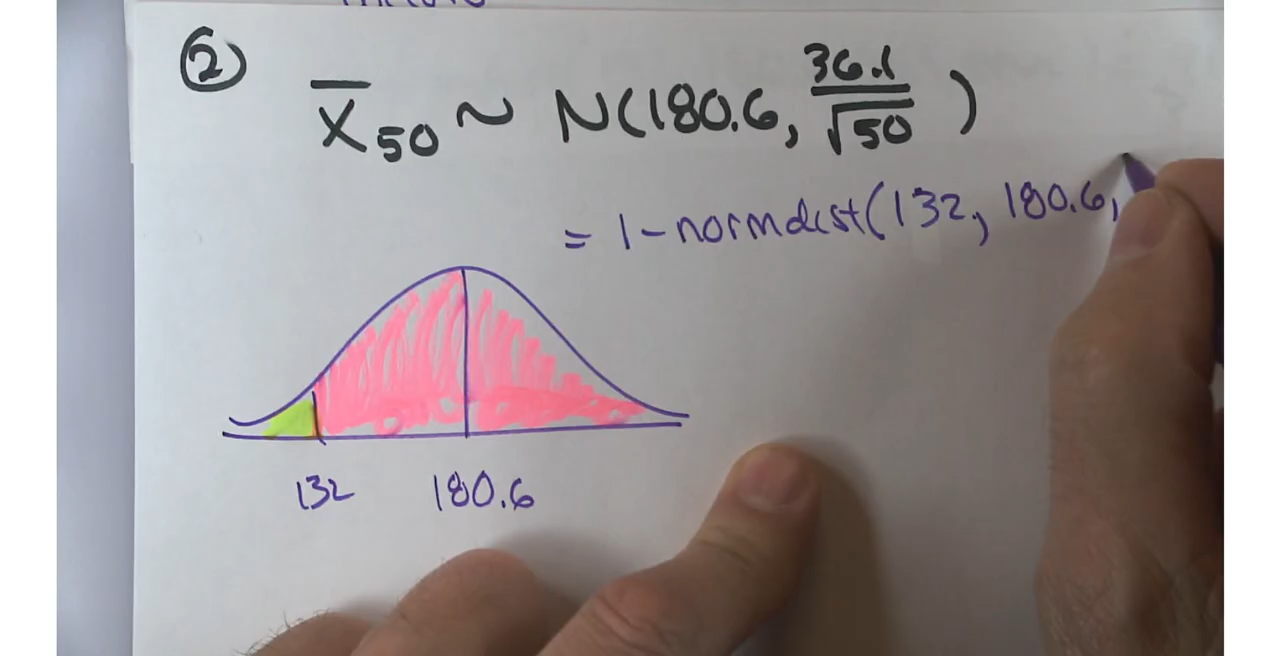 ②
X̄₅₀ ~ N(180.6, 36.1/√50)
= 1-normdist(132, 180.6,
132 180.6